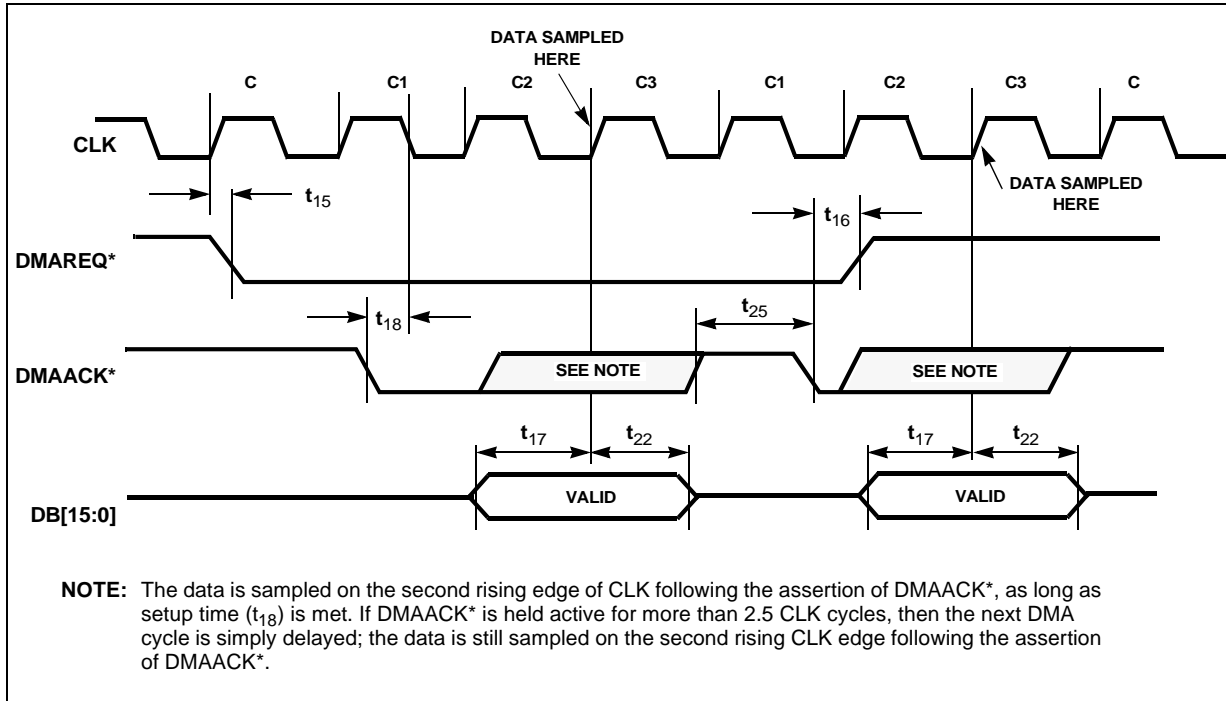 DATA SAMPLED
HERE
C C1 C2 C3 C1 C2 C3 C
CLK
DATA SAMPLED
HERE
t15
t16
DMAREQ*
t18
t25
DMAACK*
SEE NOTE SEE NOTE
t17 t22 t17 t22
VALID VALID
DB[15:0]
NOTE: The data is sampled on the second rising edge of CLK following the assertion of DMAACK*, as long as
setup time (t18) is met. If DMAACK* is held active for more than 2.5 CLK cycles, then the next DMA
cycle is simply delayed; the data is still sampled on the second rising CLK edge following the assertion
of DMAACK*.